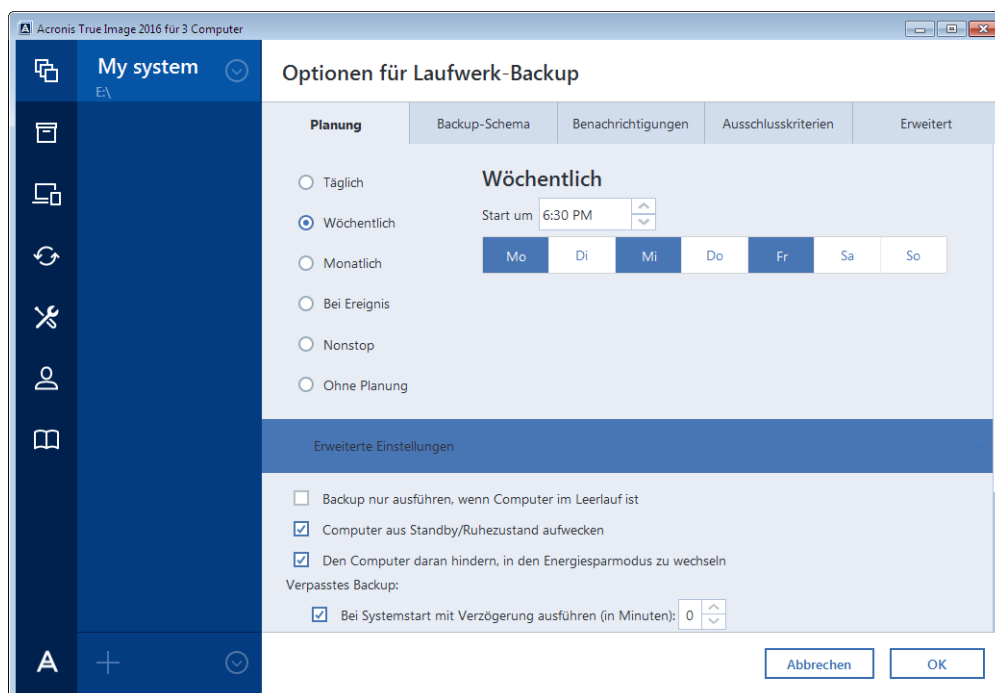 Acronis True Image 2016 für 3 Computer
My system
E:\
Optionen für Laufwerk-Backup
Planung
Backup-Schema
Benachrichtigungen
Ausschlusskriterien
Erweitert
Täglich
Wöchentlich
Monatlich
Bei Ereignis
Nonstop
Ohne Planung
Wöchentlich
Start um 6:30 PM
Mo Di Mi Do Fr Sa So
Erweiterte Einstellungen
Backup nur ausführen, wenn Computer im Leerlauf ist
Computer aus Standby/Ruhezustand aufwecken
Den Computer daran hindern, in den Energiesparmodus zu wechseln
Verpasstes Backup:
Bei Systemstart mit Verzögerung ausführen (in Minuten): 0
Abbrechen
OK